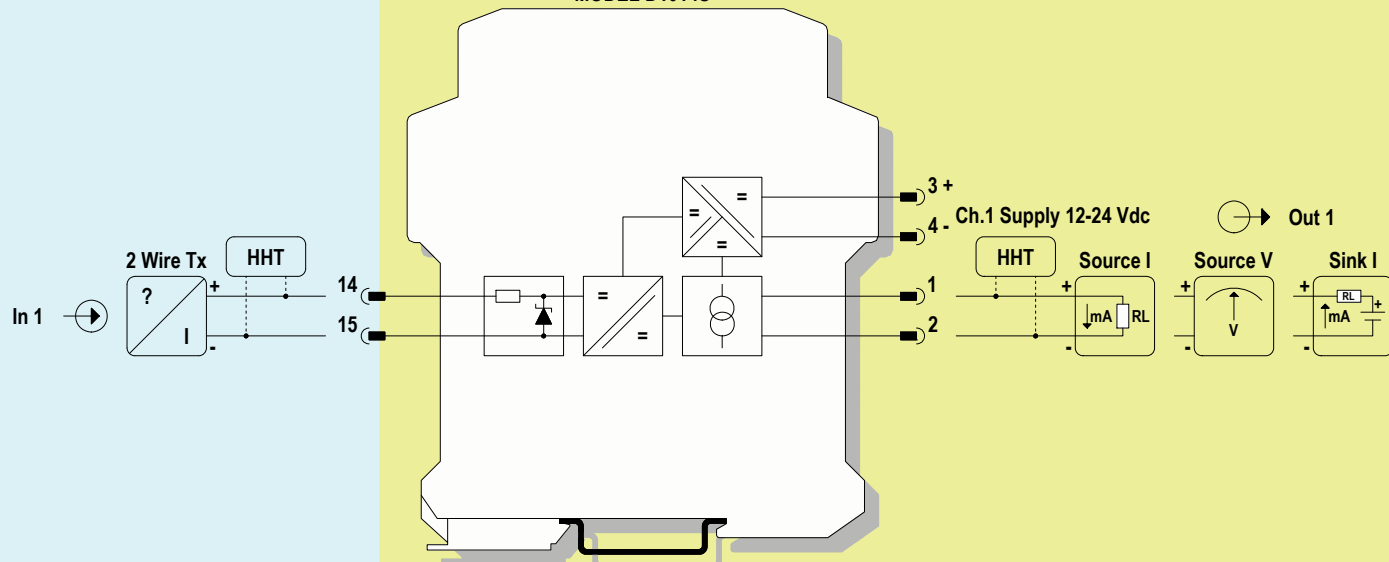 3 +
Ch.1 Supply 12-24 Vdc
4 -
Out 1
2 Wire Tx
HHT
HHT
Source I
Source V
Sink I
In 1
?
I
+
-
14
15
=
=
=
=
=
1
2
+
-
mA
RL
+
-
V
+
-
RL
mA
+